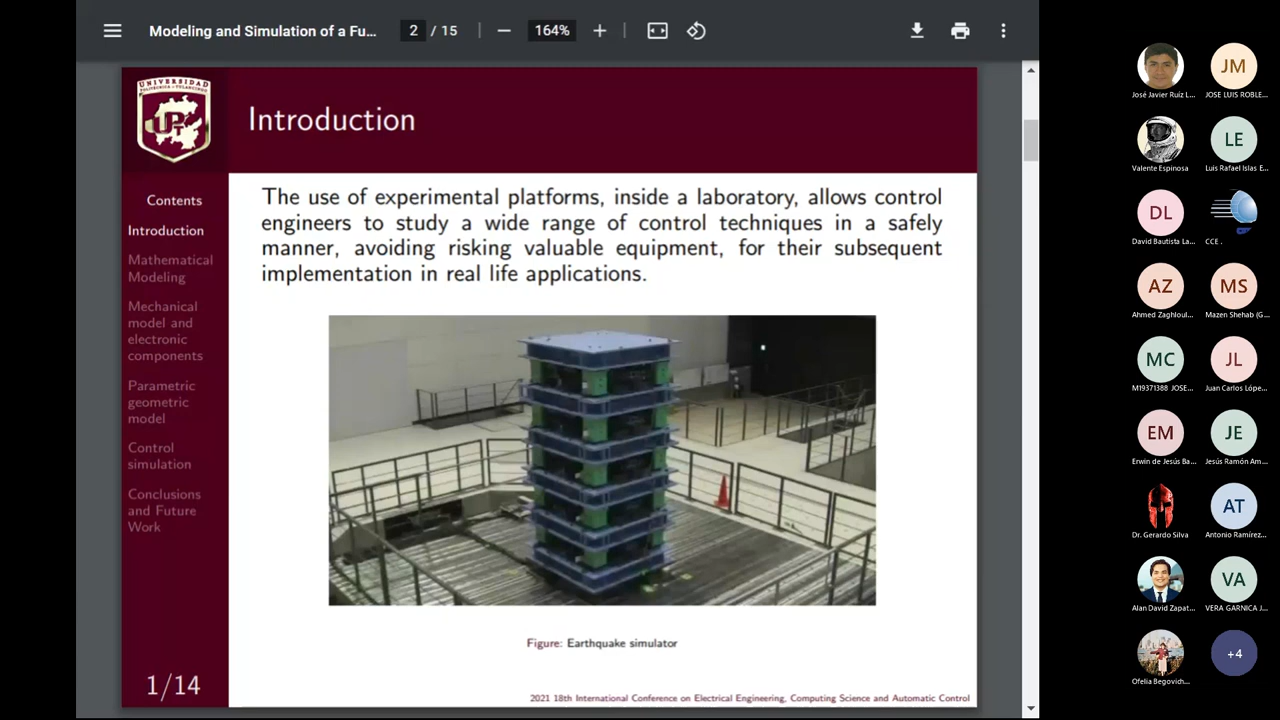 Modeling and Simulation of a Fu...
2 / 15
164%
UNIVERSIDAD
UPT
Introduction
Contents
Introduction
Mathematical
Modeling
Mechanical
model and
electronic
components
Parametric
geometric
model
Control
simulation
Conclusions
and Future
Work
1/14
The use of experimental platforms, inside a laboratory, allows control
engineers to study a wide range of control techniques in a safely
manner, avoiding risking valuable equipment, for their subsequent
implementation in real life applications.
Figure: Earthquake simulator
2021 18th International Conference on Electrical Engineering, Computing Science and Automatic Control
José Javier Ruíz L...
JM
JOSE LUIS ROBLE...
Valente Espinosa
LE
Luis Rafael Islas E...
DL
David Bautista La...
CCE .
AZ
Ahmed Zaghloul...
MS
Mazen Shehab (G...
MC
M19371388 JOSE...
JL
Juan Carlos Lópe...
EM
Erwin de Jesús Ba...
JE
Jesús Ramón Am...
Dr. Gerardo Silva
AT
Antonio Ramírez...
Alan David Zapat...
VA
VERA GARNICA J...
Ofelia Begovich...
+4